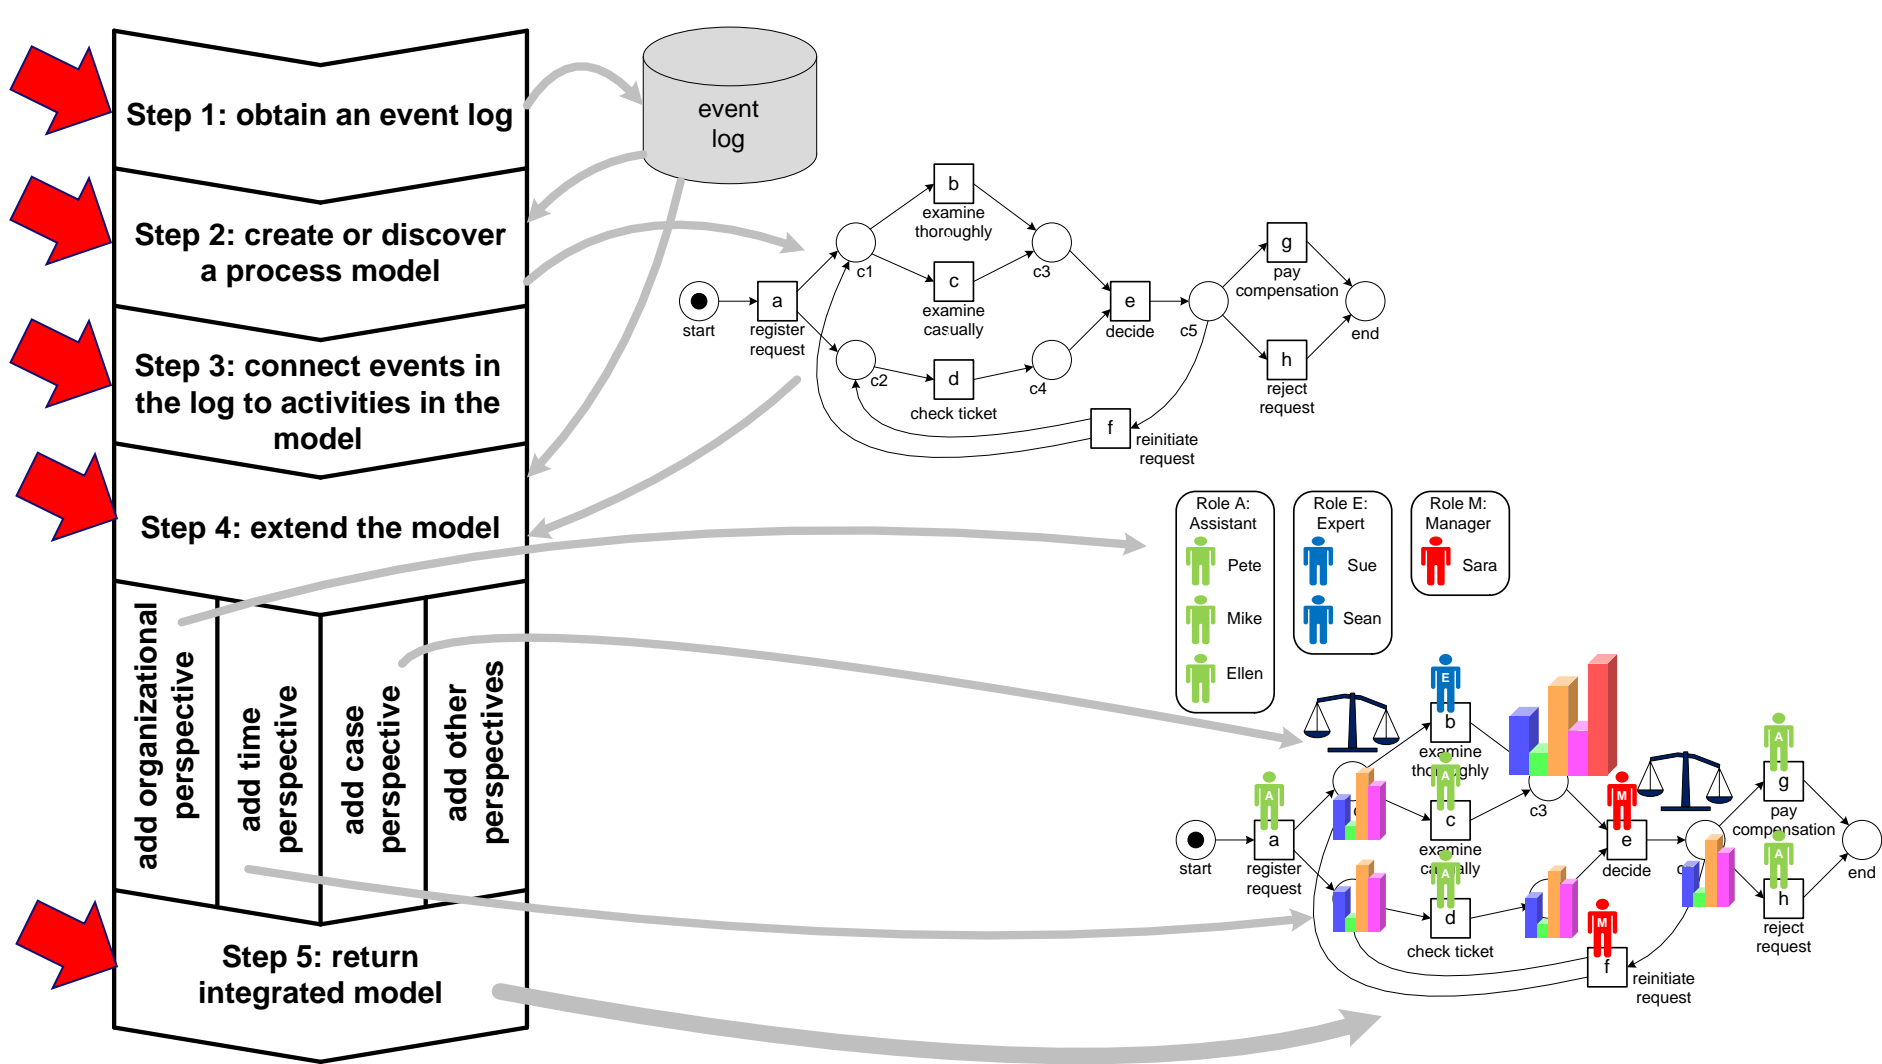 Step 1: obtain an event log
Step 2: create or discover
a process model
Step 3: connect events in
the log to activities in the
model
Step 4: extend the model
add organizational
perspective
add time
perspective
add case
perspective
add other
perspectives
Step 5: return
integrated model
event
log
start
a
register
request
c1
c2
b
examine
thoroughly
c
examine
casually
d
check ticket
c3
c4
e
decide
c5
f
reinitiate
request
g
pay
compensation
h
reject
request
end
Role A:
Assistant
Pete
Mike
Ellen
Role E:
Expert
Sue
Sean
Role M:
Manager
Sara
start
A
a
register
request
E
b
examine
thoroughly
A
c
examine
casually
A
d
check ticket
c3
M
e
decide
M
f
reinitiate
request
A
g
pay
compensation
A
h
reject
request
end